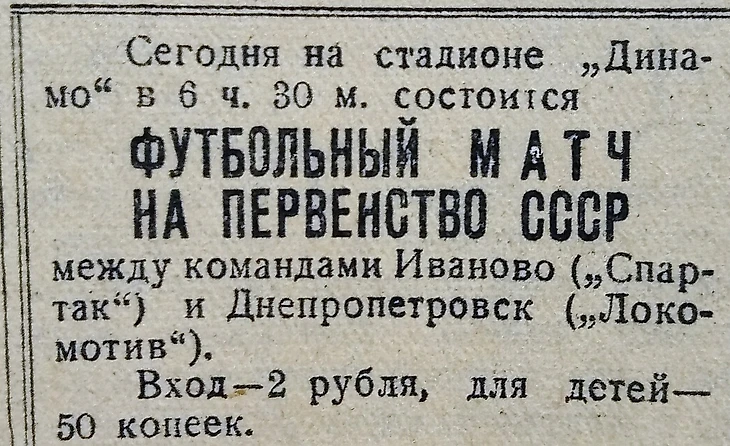 Сегодня на стадионе „Дина-
мо“ в 6 ч. 30 м. состоится
ФУТБОЛЬНЫЙ МАТЧ
НА ПЕРВЕНСТВО СССР
между командами Иваново („Спар-
так“) и Днепропетровск („Локо-
мотив“).
Вход—2 рубля, для детей—
50 копеек.